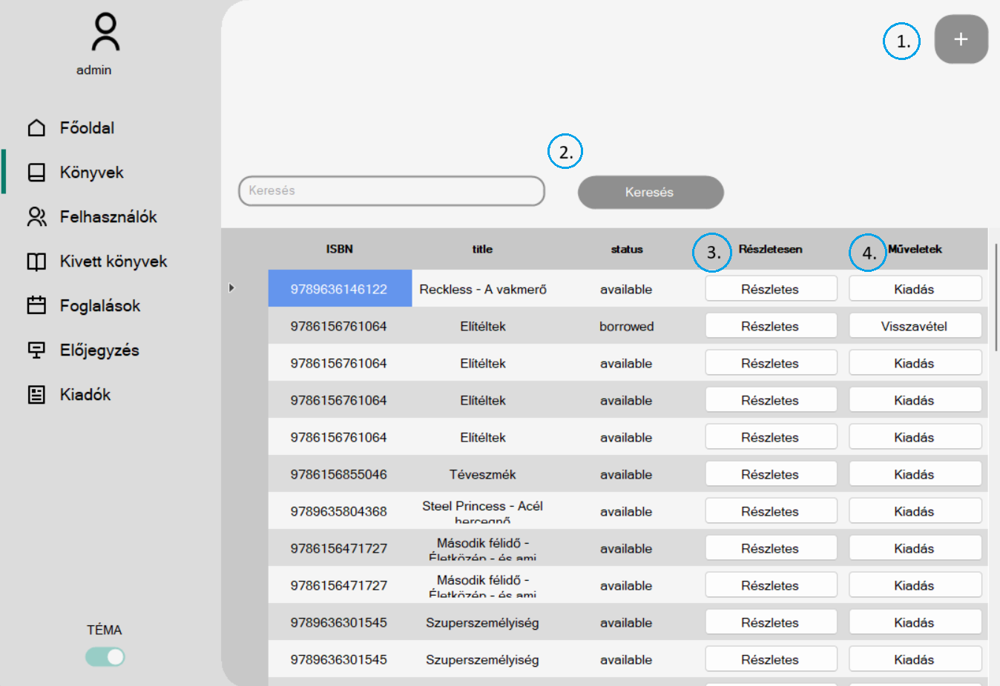 admin
Főoldal
Könyvek
Felhasználók
Kivett könyvek
Foglalások
Előjegyzés
Kiadók
TÉMA
1.
+
2.
Keresés
Keresés
ISBN title status 3. Részletesen 4. Műveletek
9789636146122 Reckless - A vakmerő available Részletes Kiadás
9786156761064 Elítéltek borrowed Részletes Visszavétel
9786156761064 Elítéltek available Részletes Kiadás
9786156761064 Elítéltek available Részletes Kiadás
9786156761064 Elítéltek available Részletes Kiadás
9786156855046 Téveszmék available Részletes Kiadás
9789635804368 Steel Princess - Acél hercegnő available Részletes Kiadás
9786156471727 Második félidő - Életközép - és ami available Részletes Kiadás
9786156471727 Második félidő - Életközép - és ami available Részletes Kiadás
9789636301545 Szuperszemélyiség available Részletes Kiadás
9789636301545 Szuperszemélyiség available Részletes Kiadás